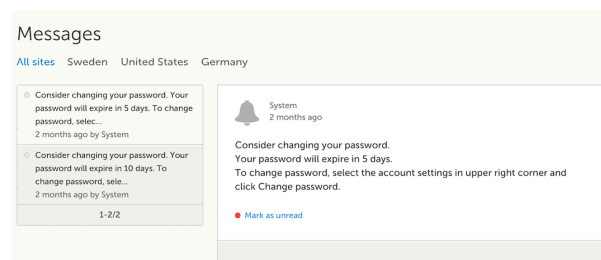 Messages
All sites Sweden United States Germany
Consider changing your password. Your
password will expire in 5 days. To change
password, selec...
2 months ago by System
Consider changing your password. Your
password will expire in 10 days. To
change password, sele...
2 months ago by System
1-2/2
System
2 months ago
Consider changing your password.
Your password will expire in 5 days.
To change password, select the account settings in upper right corner and
click Change password.
Mark as unread